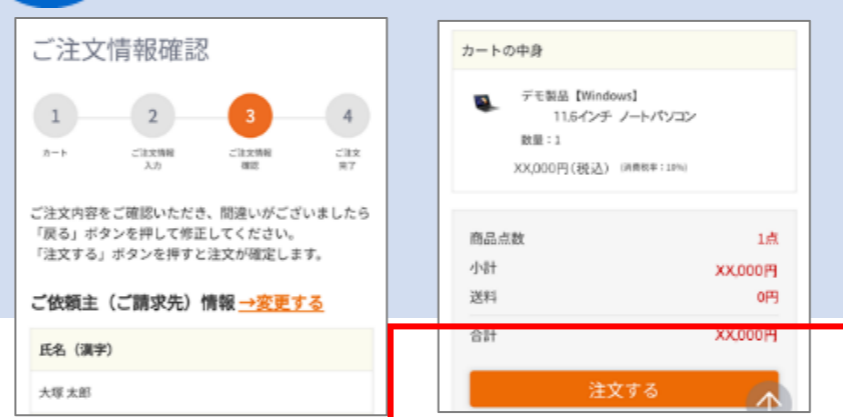 ご注文情報確認
1
2
3
4
カート
ご注文情報
入力
ご注文情報
確認
ご注文
完了
ご注文内容をご確認いただき、間違いがございましたら
「戻る」ボタンを押して修正してください。
「注文する」ボタンを押すと注文が確定します。
ご依頼主（ご請求先）情報 →変更する
氏名（漢字）
大塚 太郎
カートの中身
デモ製品【Windows】
11.6インチ ノートパソコン
数量：1
XX,000円(税込) (消費税率：10%)
商品点数 1点
小計 XX,000円
送料 0円
合計 XX,000円
注文する